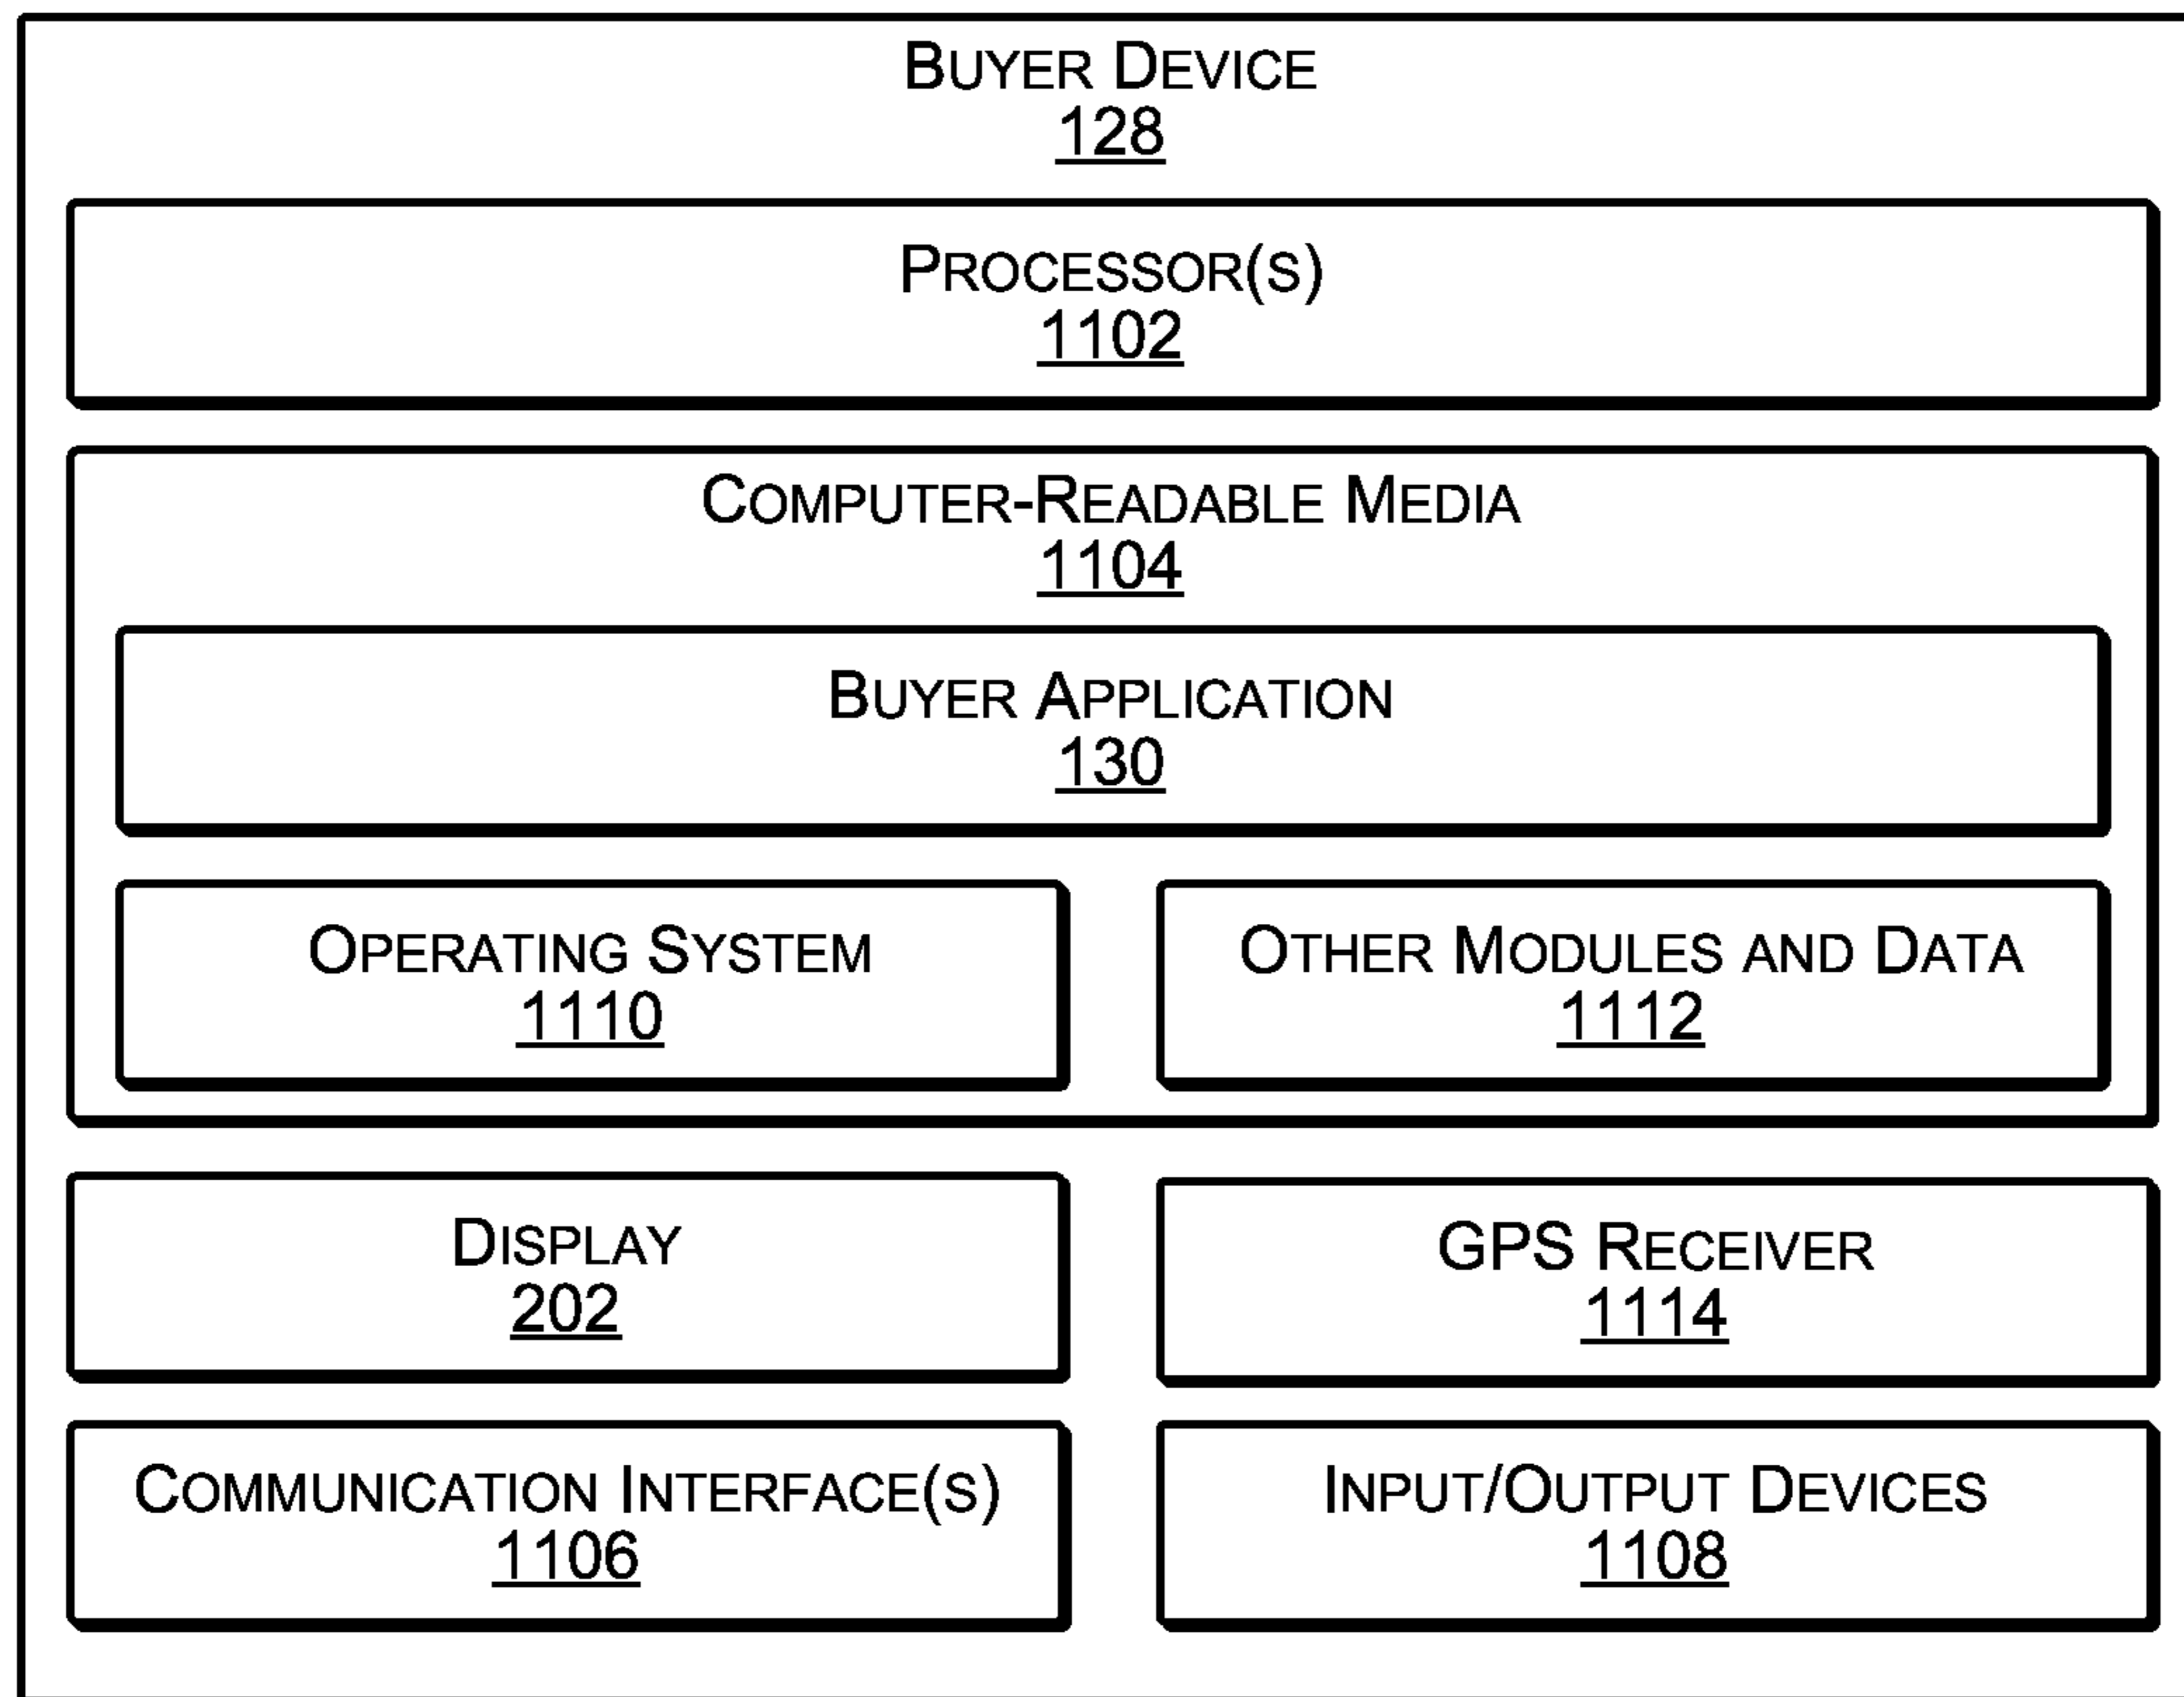 BUYER DEVICE
128
PROCESSOR(S)
1102
COMPUTER-READABLE MEDIA
1104
BUYER APPLICATION
130
OPERATING SYSTEM
1110
OTHER MODULES AND DATA
1112
DISPLAY
202
GPS RECEIVER
1114
COMMUNICATION INTERFACE(S)
1106
INPUT/OUTPUT DEVICES
1108